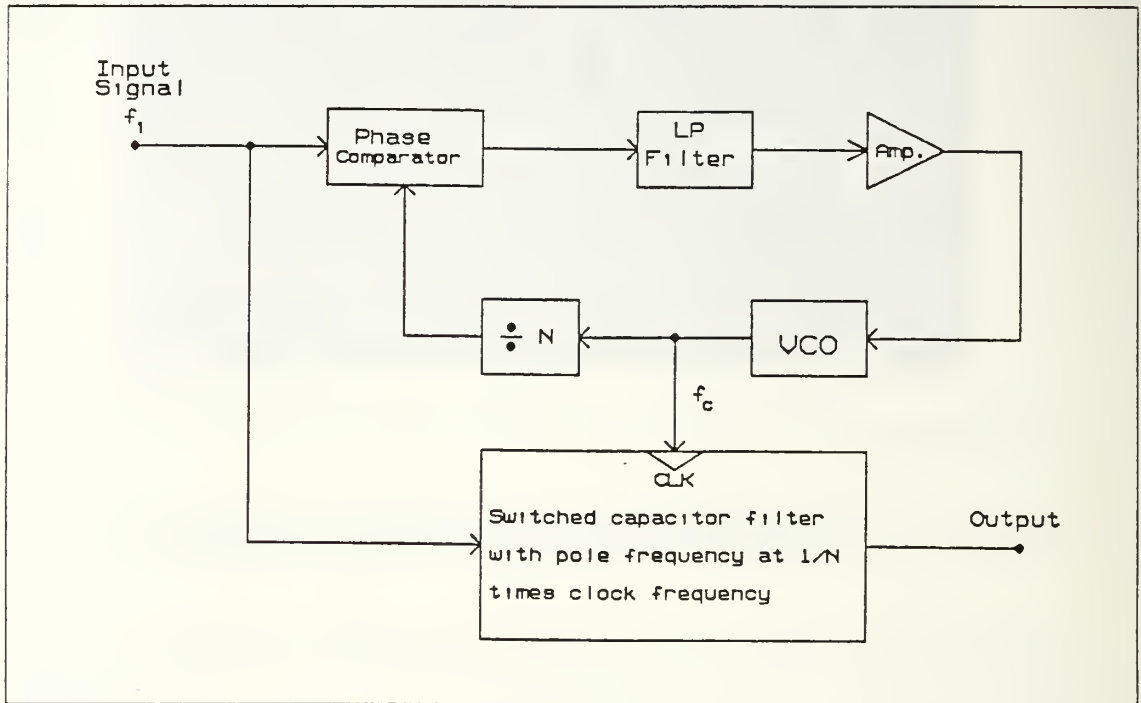 Input
Signal
f₁
Phase
Comparator
LP
Filter
Amp.
÷ N
VCO
f꜀
CLK
Switched capacitor filter
with pole frequency at 1/N
times clock frequency
Output